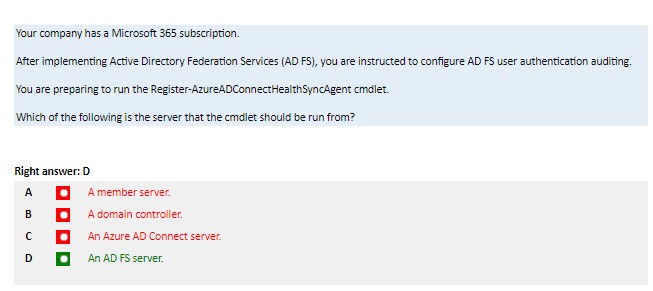 Your company has a Microsoft 365 subscription.
After implementing Active Directory Federation Services (AD FS), you are instructed to configure AD FS user authentication auditing.
You are preparing to run the Register-AzureADConnectHealthSyncAgent cmdlet.
Which of the following is the server that the cmdlet should be run from?
Right answer: D
A A member server.
B A domain controller.
C An Azure AD Connect server.
D An AD FS server.